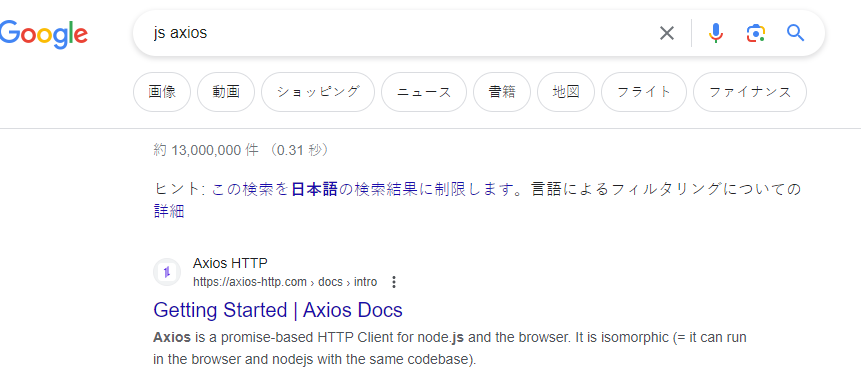 Google
js axios
画像 動画 ショッピング ニュース 書籍 地図 フライト ファイナンス
約 13,000,000 件 （0.31 秒）
ヒント: この検索を日本語の検索結果に制限します。言語によるフィルタリングについての
詳細
Axios HTTP
https://axios-http.com › docs › intro
Getting Started | Axios Docs
Axios is a promise-based HTTP Client for node.js and the browser. It is isomorphic (= it can run
in the browser and nodejs with the same codebase).